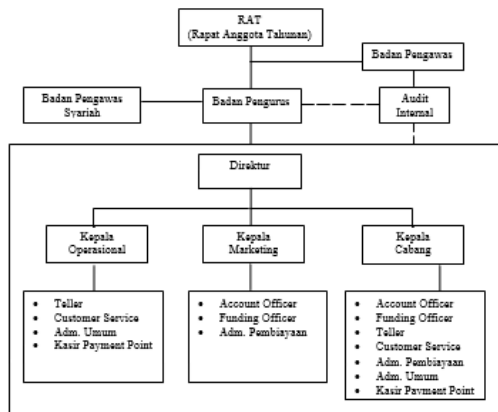 RAT
(Rapat Anggota Tahunan)
Badan Pengawas
Badan Pengawas
Syariah
Badan Pengurus
Audit
Internal
Direktur
Kepala
Operasional
Kepala
Marketing
Kepala
Cabang
• Teller
• Customer Service
• Adm. Umum
• Kasir Payment Point
• Account Officer
• Funding Officer
• Adm. Pembiayaan
• Account Officer
• Funding Officer
• Teller
• Customer Service
• Adm. Pembiayaan
• Adm. Umum
• Kasir Payment Point